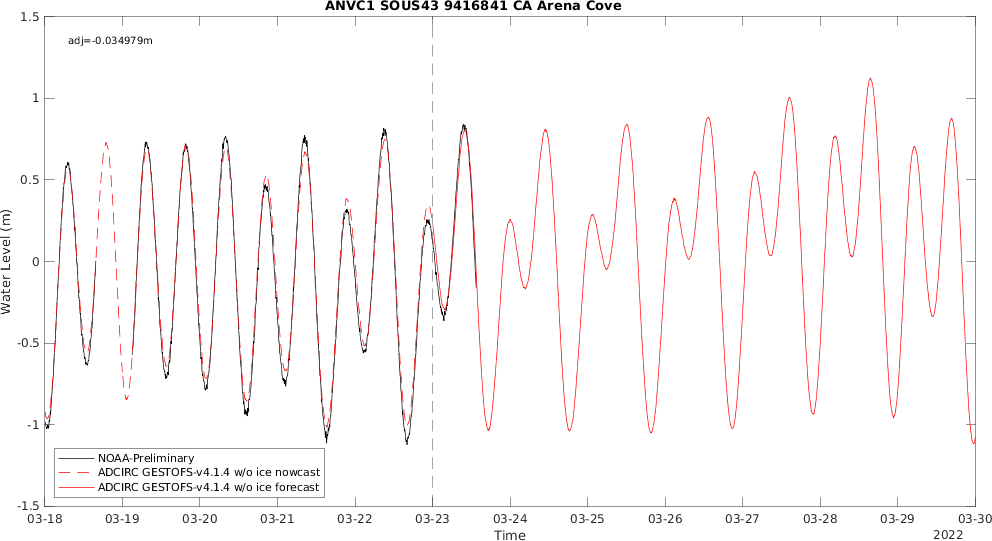 ANVC1 SOUS43 9416841 CA Arena Cove
adj=-0.034979m
Water Level (m)
1.5
1
0.5
0
-0.5
-1
-1.5
NOAA-Preliminary
ADCIRC GESTOFS-v4.1.4 w/o ice nowcast
ADCIRC GESTOFS-v4.1.4 w/o ice forecast
03-18 03-19 03-20 03-21 03-22 03-23 03-24 03-25 03-26 03-27 03-28 03-29 03-30
Time
2022